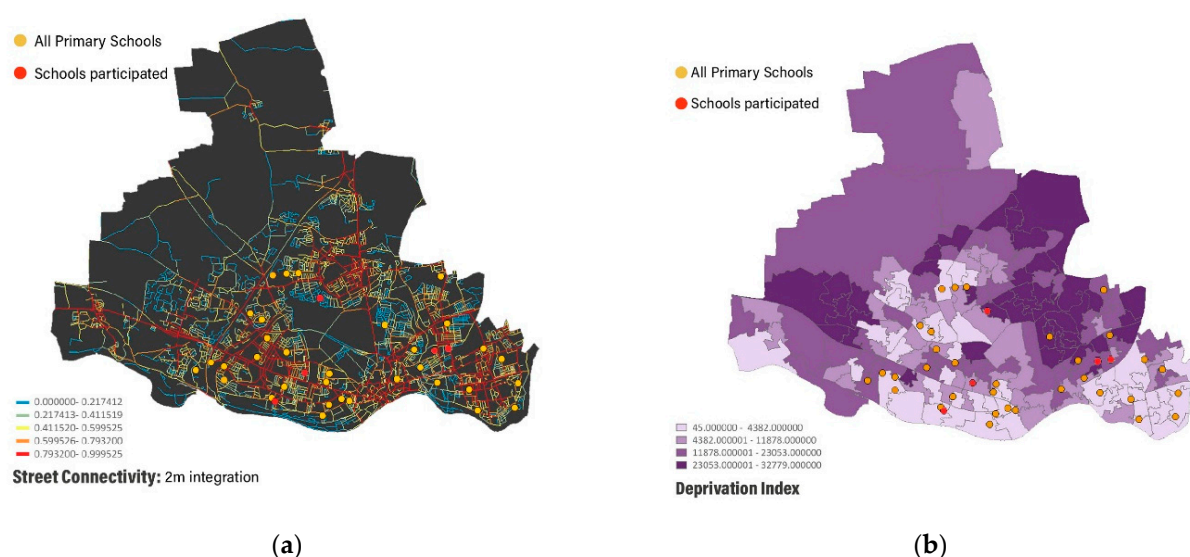 All Primary Schools
Schools participated
0.000000- 0.217412
0.217413- 0.411519
0.411520- 0.599525
0.599526- 0.793200
0.793200- 0.999525
Street Connectivity: 2m integration
(a)
All Primary Schools
Schools participated
45.000000 - 4382.000000
4382.000001 - 11878.000000
11878.000001 - 23053.000000
23053.000001 - 32779.000000
Deprivation Index
(b)